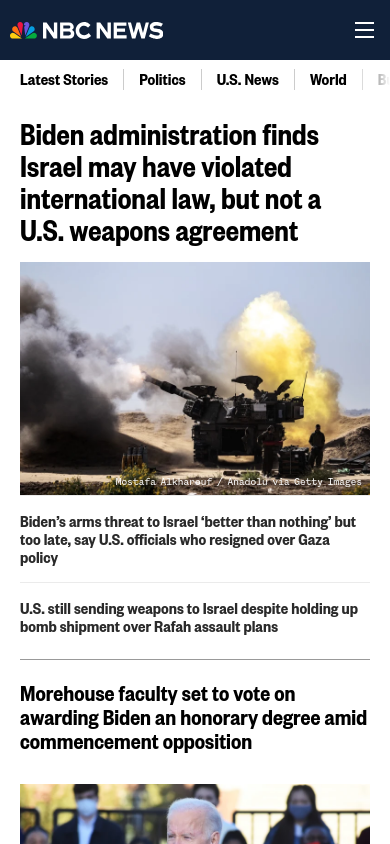 NBC NEWS
Latest Stories
Politics
U.S. News
World
Biden administration finds
Israel may have violated
international law, but not a
U.S. weapons agreement
Mostafa Alkharouf / Anadolu via Getty Images
Biden’s arms threat to Israel ‘better than nothing’ but
too late, say U.S. officials who resigned over Gaza
policy
U.S. still sending weapons to Israel despite holding up
bomb shipment over Rafah assault plans
Morehouse faculty set to vote on
awarding Biden an honorary degree amid
commencement opposition